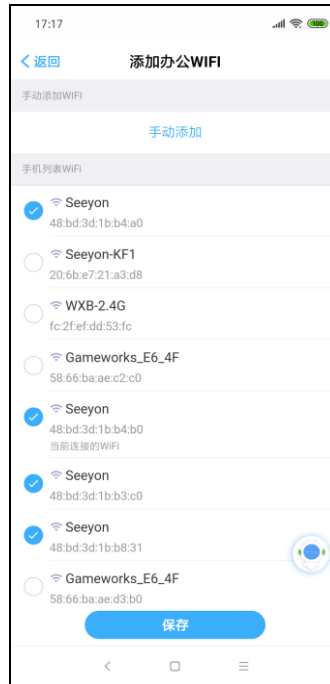 17:17
100
返回
添加办公WIFI
手动添加WIFI
手动添加
手机列表WiFi
Seeyon
48:bd:3d:1b:b4:a0
Seeyon-KF1
20:6b:e7:21:a3:d8
WXB-2.4G
fc:2f:ef:dd:53:fc
Gameworks_E6_4F
58:66:ba:ae:c2:c0
Seeyon
48:bd:3d:1b:b4:b0
当前连接的WiFi
Seeyon
48:bd:3d:1b:b3:c0
Seeyon
48:bd:3d:1b:b8:31
Gameworks_E6_4F
58:66:ba:ae:d3:b0
保存